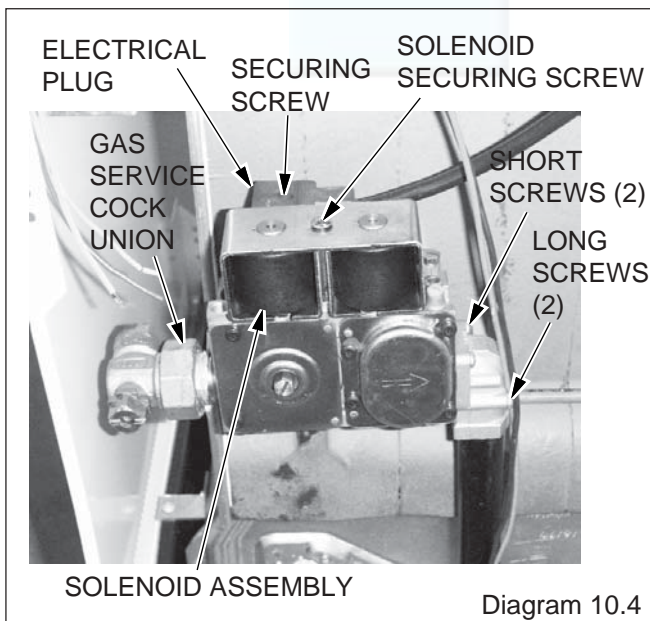 ELECTRICAL
PLUG
SECURING
SCREW
SOLENOID
SECURING SCREW
GAS
SERVICE
COCK
UNION
SHORT
SCREWS (2)
LONG
SCREWS
(2)
SOLENOID ASSEMBLY
Diagram 10.4